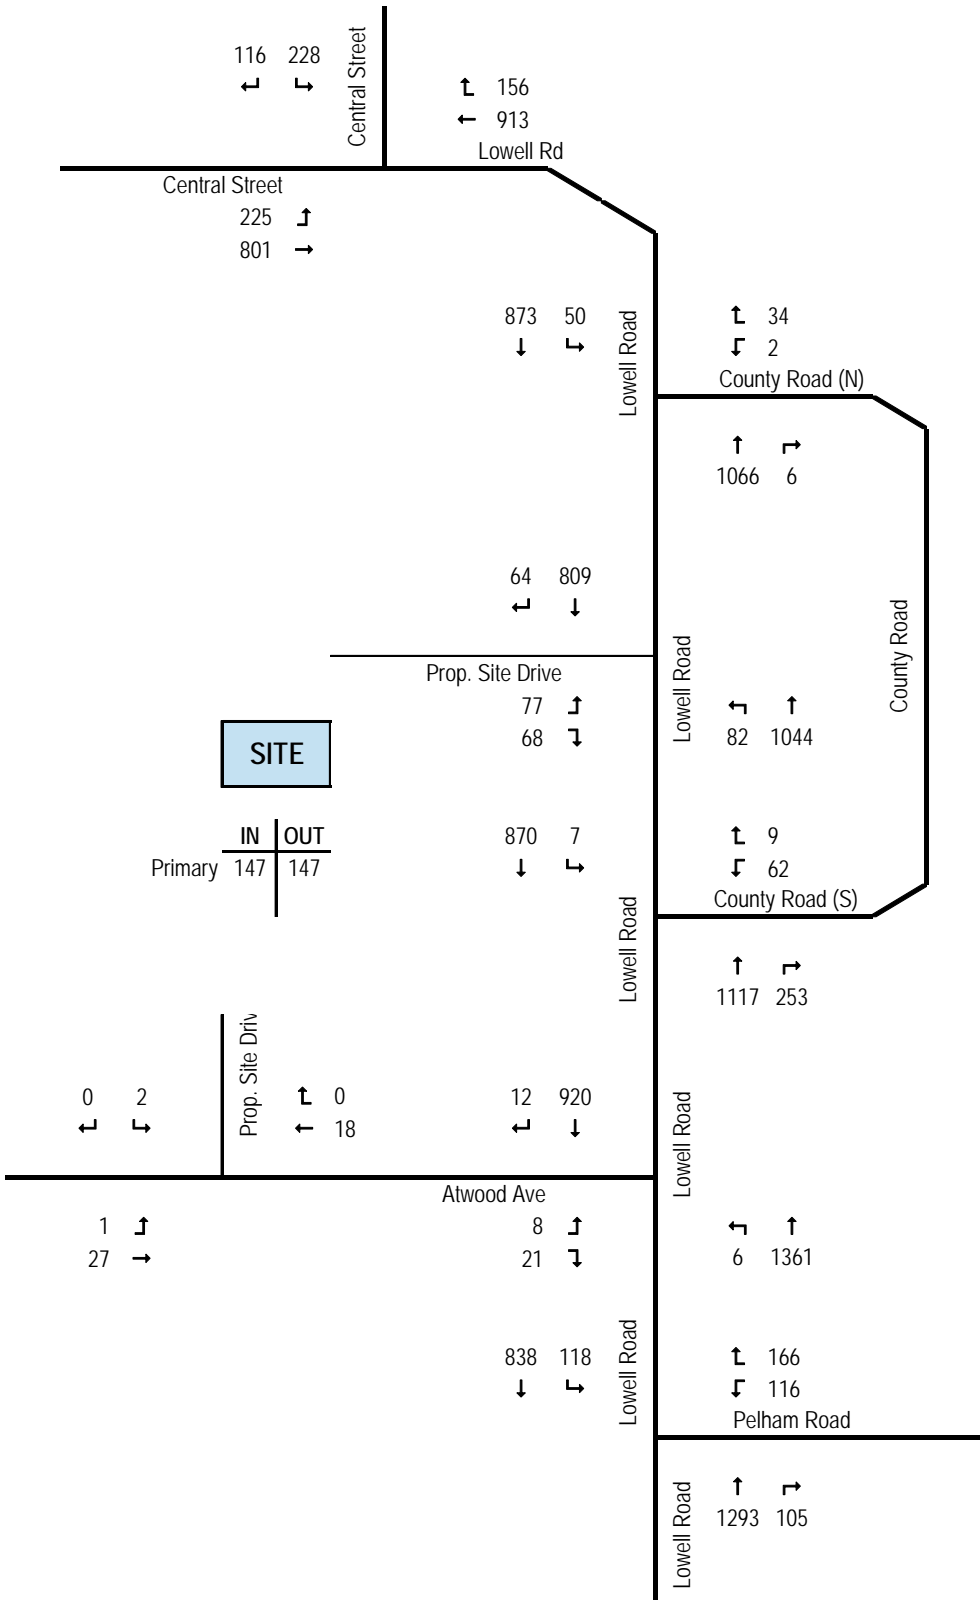 116 228
Central Street
156
913
Lowell Rd
Central Street
225
801
873 50
Lowell Road
34
2
County Road (N)
1066 6
64 809
County Road
Prop. Site Drive
Lowell Road
77
68
82 1044
SITE
IN OUT
Primary 147 147
870 7
9
62
County Road (S)
Lowell Road
1117 253
Prop. Site Driv
0 2
0
18
12 920
Lowell Road
Atwood Ave
1
27
8
21
6 1361
838 118
Lowell Road
166
116
Pelham Road
Lowell Road
1293 105